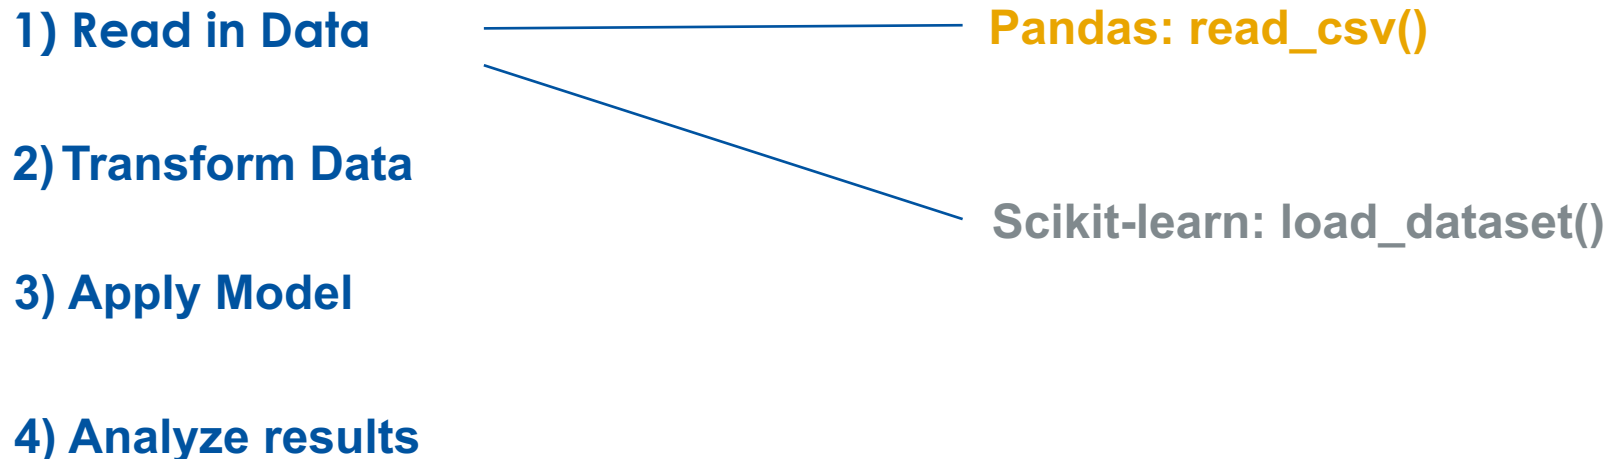 1) Read in Data
Pandas: read_csv()
2) Transform Data
Scikit-learn: load_dataset()
3) Apply Model
4) Analyze results